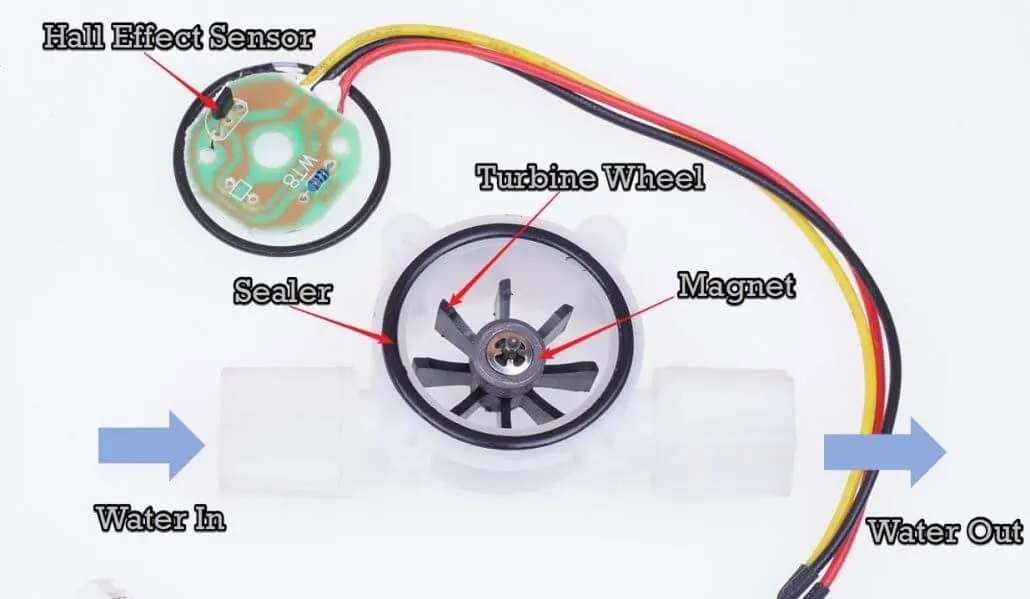 Hall Effect Sensor
WT8
Turbine Wheel
Sealer
Magnet
Water In
Water Out